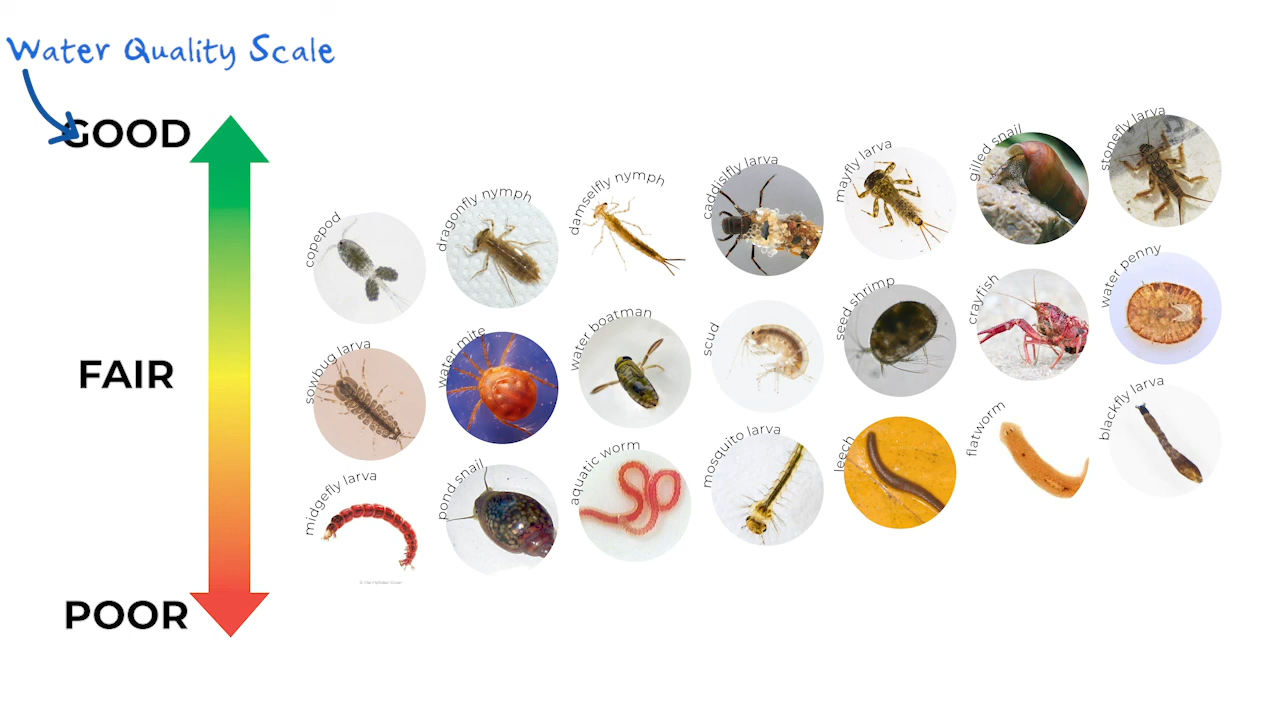 Water Quality Scale
GOOD
FAIR
POOR
copepod
dragonfly nymph
damselfly nymph
caddisfly larva
mayfly larva
gilled snail
stonefly larva
sowbug larva
water mite
water boatman
scud
seed shrimp
crayfish
water penny
midgefly larva
pond snail
aquatic worm
mosquito larva
leech
flatworm
blackfly larva